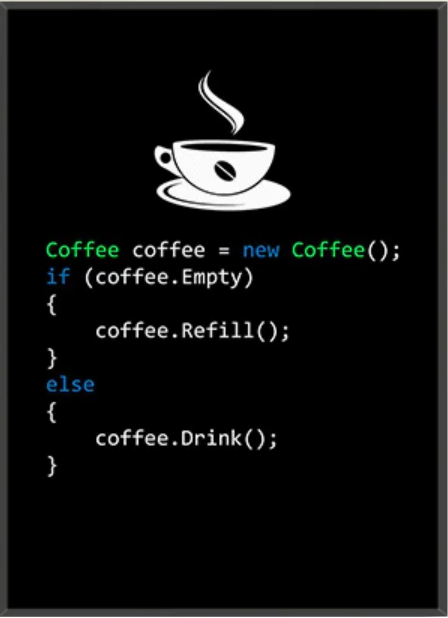 Coffee coffee = new Coffee();
if (coffee.Empty)
{
    coffee.Refill();
}
else
{
    coffee.Drink();
}